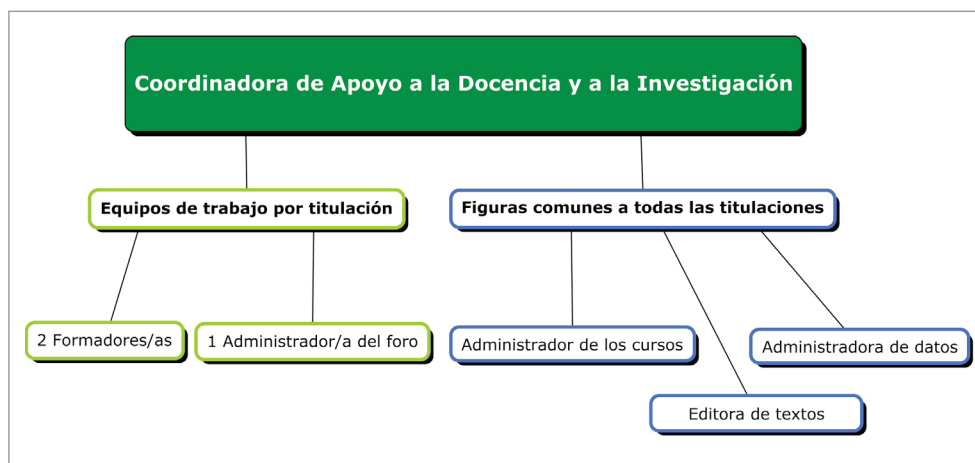 Coordinadora de Apoyo a la Docencia y a la Investigación
Equipos de trabajo por titulación
Figuras comunes a todas las titulaciones
2 Formadores/as
1 Administrador/a del foro
Administrador de los cursos
Administradora de datos
Editora de textos